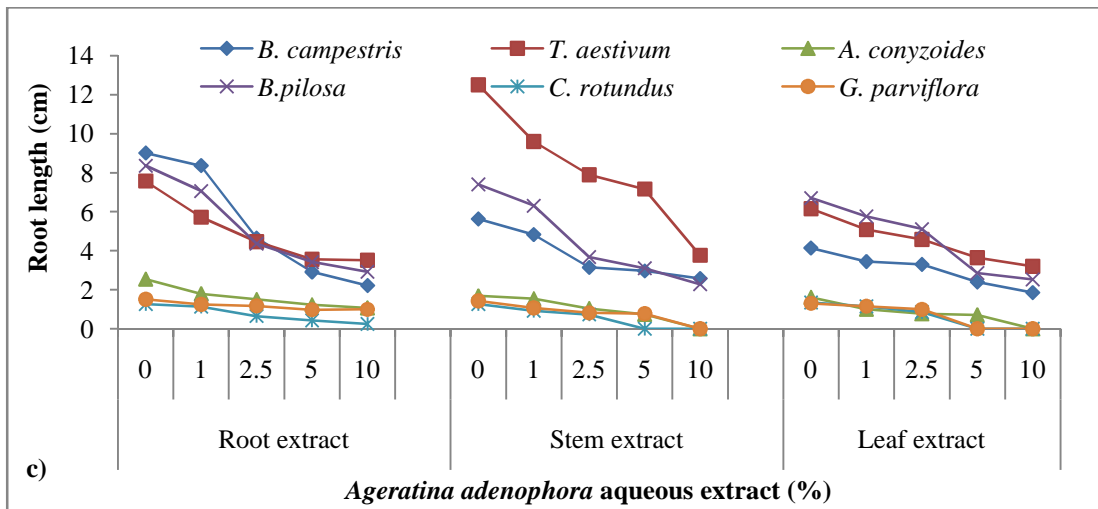 B. campestris T. aestivum A. conyzoides
B.pilosa C. rotundus G. parviflora
Root length (cm)
14
12
10
8
6
4
2
0
0 1 2.5 5 10 0 1 2.5 5 10 0 1 2.5 5 10
Root extract Stem extract Leaf extract
c)
Ageratina adenophora aqueous extract (%)